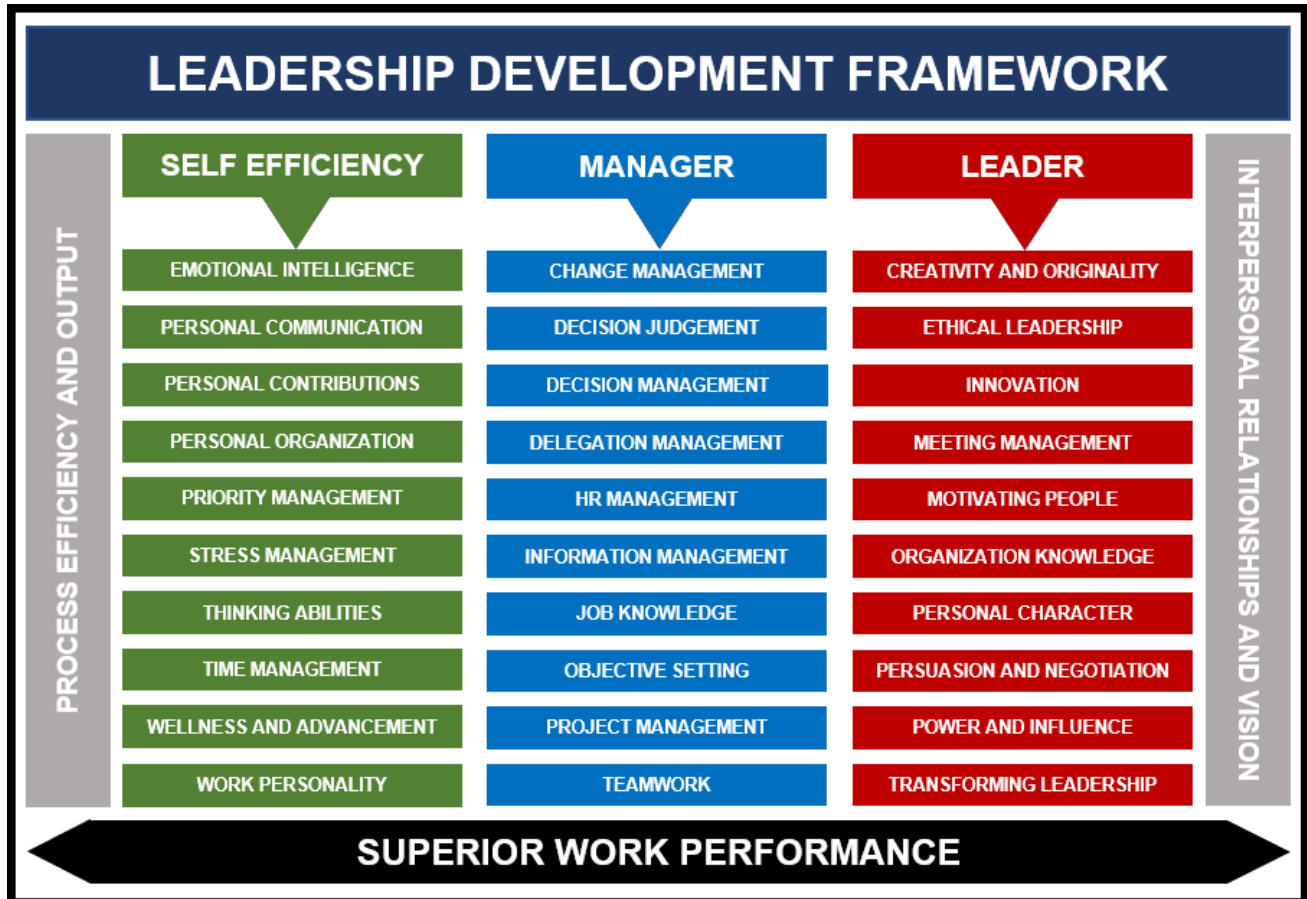 LEADERSHIP DEVELOPMENT FRAMEWORK
PROCESS EFFICIENCY AND OUTPUT
SELF EFFICIENCY
EMOTIONAL INTELLIGENCE
PERSONAL COMMUNICATION
PERSONAL CONTRIBUTIONS
PERSONAL ORGANIZATION
PRIORITY MANAGEMENT
STRESS MANAGEMENT
THINKING ABILITIES
TIME MANAGEMENT
WELLNESS AND ADVANCEMENT
WORK PERSONALITY
MANAGER
CHANGE MANAGEMENT
DECISION JUDGEMENT
DECISION MANAGEMENT
DELEGATION MANAGEMENT
HR MANAGEMENT
INFORMATION MANAGEMENT
JOB KNOWLEDGE
OBJECTIVE SETTING
PROJECT MANAGEMENT
TEAMWORK
LEADER
CREATIVITY AND ORIGINALITY
ETHICAL LEADERSHIP
INNOVATION
MEETING MANAGEMENT
MOTIVATING PEOPLE
ORGANIZATION KNOWLEDGE
PERSONAL CHARACTER
PERSUASION AND NEGOTIATION
POWER AND INFLUENCE
TRANSFORMING LEADERSHIP
INTERPERSONAL RELATIONSHIPS AND VISION
SUPERIOR WORK PERFORMANCE